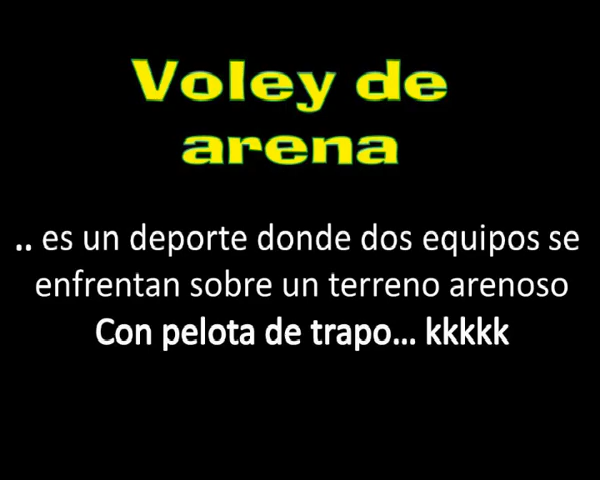 Voley de
arena
.. es un deporte donde dos equipos se
enfrentan sobre un terreno arenoso
Con pelota de trapo... kkkkk